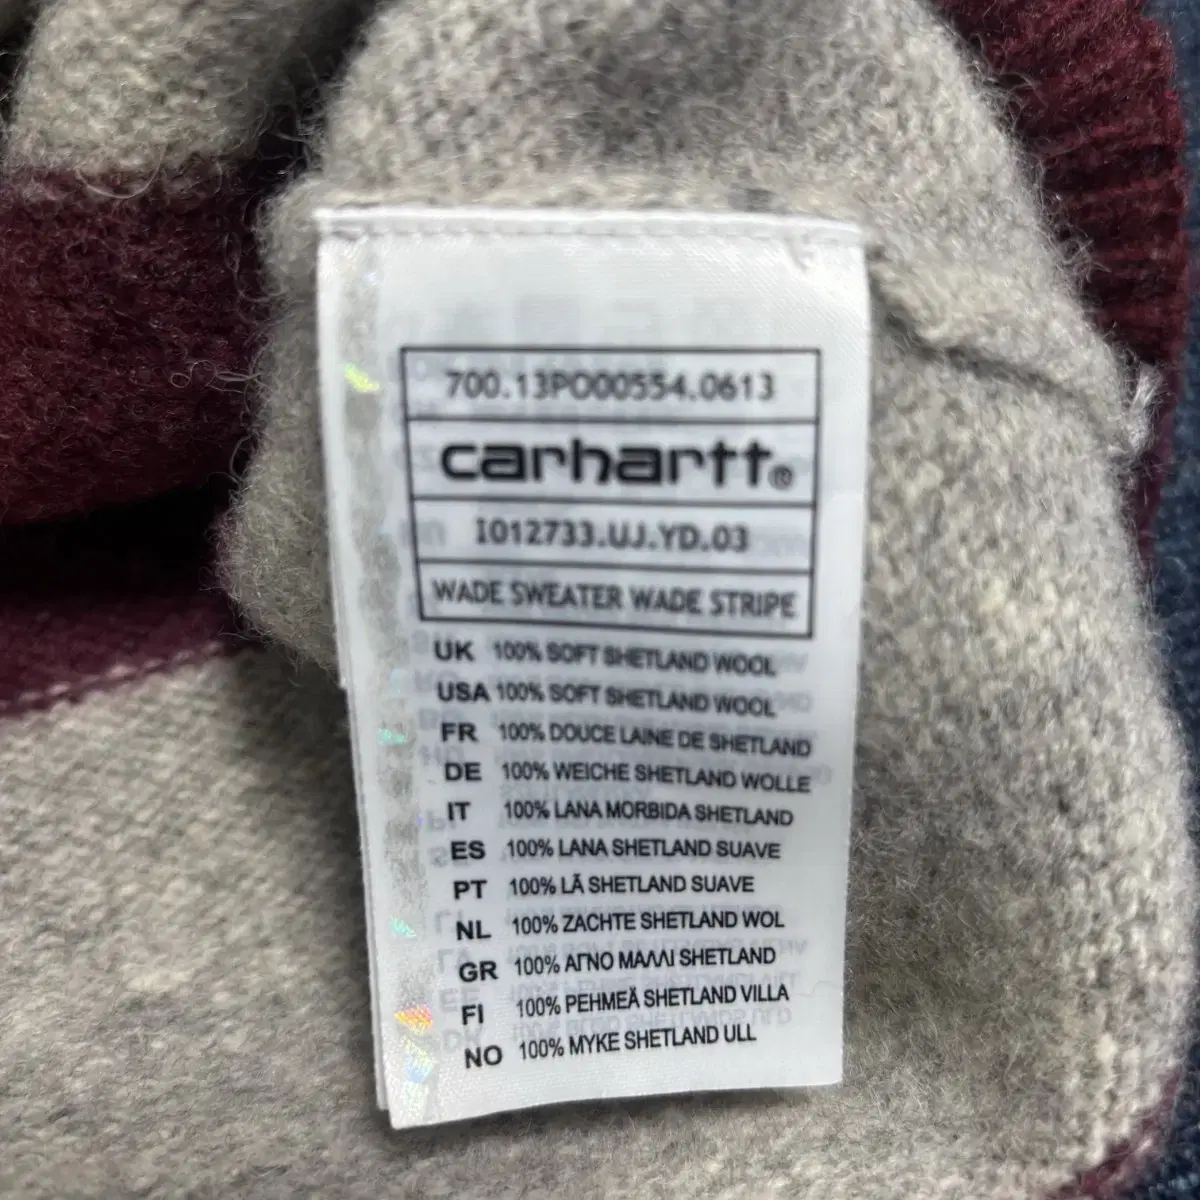 700.13PO00554.0613
carhartt®
I012733.UJ.YD.03
WADE SWEATER WADE STRIPE
UK 100% SOFT SHETLAND WOOL
USA 100% SOFT SHETLAND WOOL
FR 100% DOUCE LAINE DE SHETLAND
DE 100% WEICHE SHETLAND WOLLE
IT 100% LANA MORBIDA SHETLAND
ES 100% LANA SHETLAND SUAVE
PT 100% LÃ SHETLAND SUAVE
NL 100% ZACHTE SHETLAND WOL
GR 100% ΑΓΝΟ ΜΑΛΛΙ SHETLAND
FI 100% PEHMEÄ SHETLAND VILLA
NO 100% MYKE SHETLAND ULL